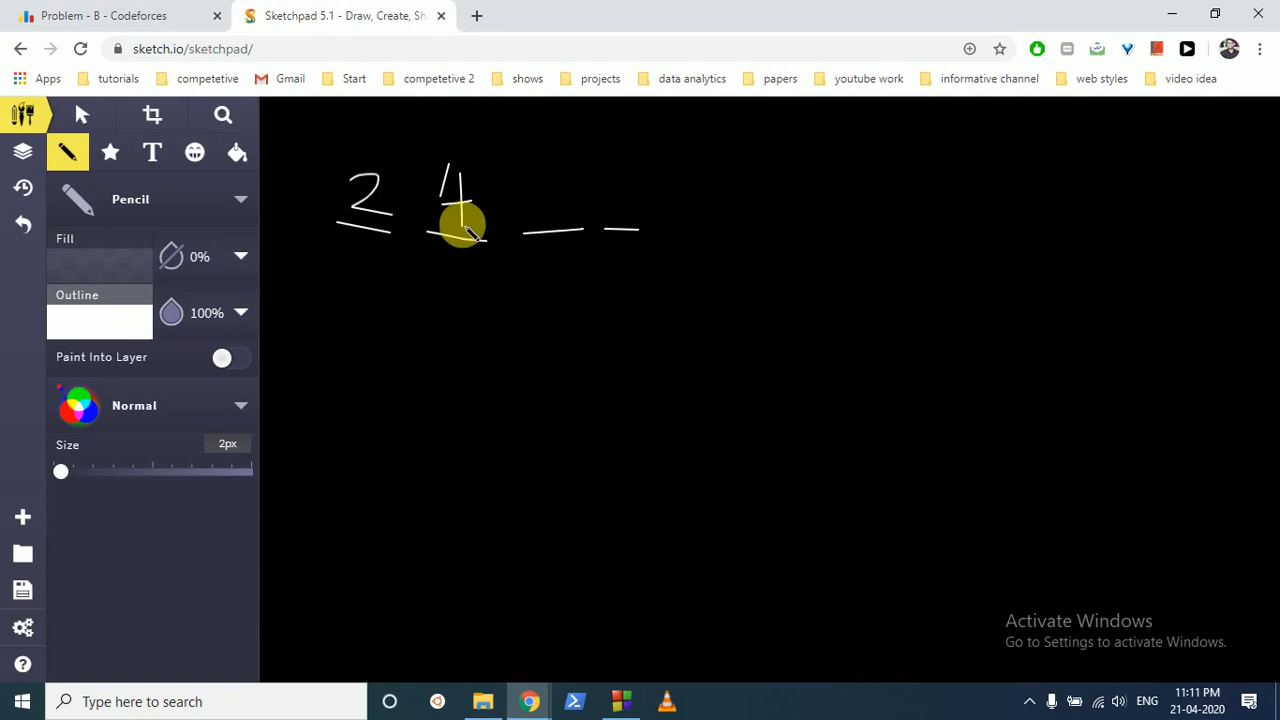 Problem - B - Codeforces
Sketchpad 5.1 - Draw, Create, Sh
sketch.io/sketchpad/
Apps tutorials competetive Gmail Start competetive 2 shows projects data analytics papers youtube work informative channel web styles video idea
2 4
T
Pencil
Fill
0%
Outline
100%
Paint Into Layer
Normal
Size
2px
Activate Windows
Go to Settings to activate Windows.
Type here to search
ENG
11:11 PM
21-04-2020